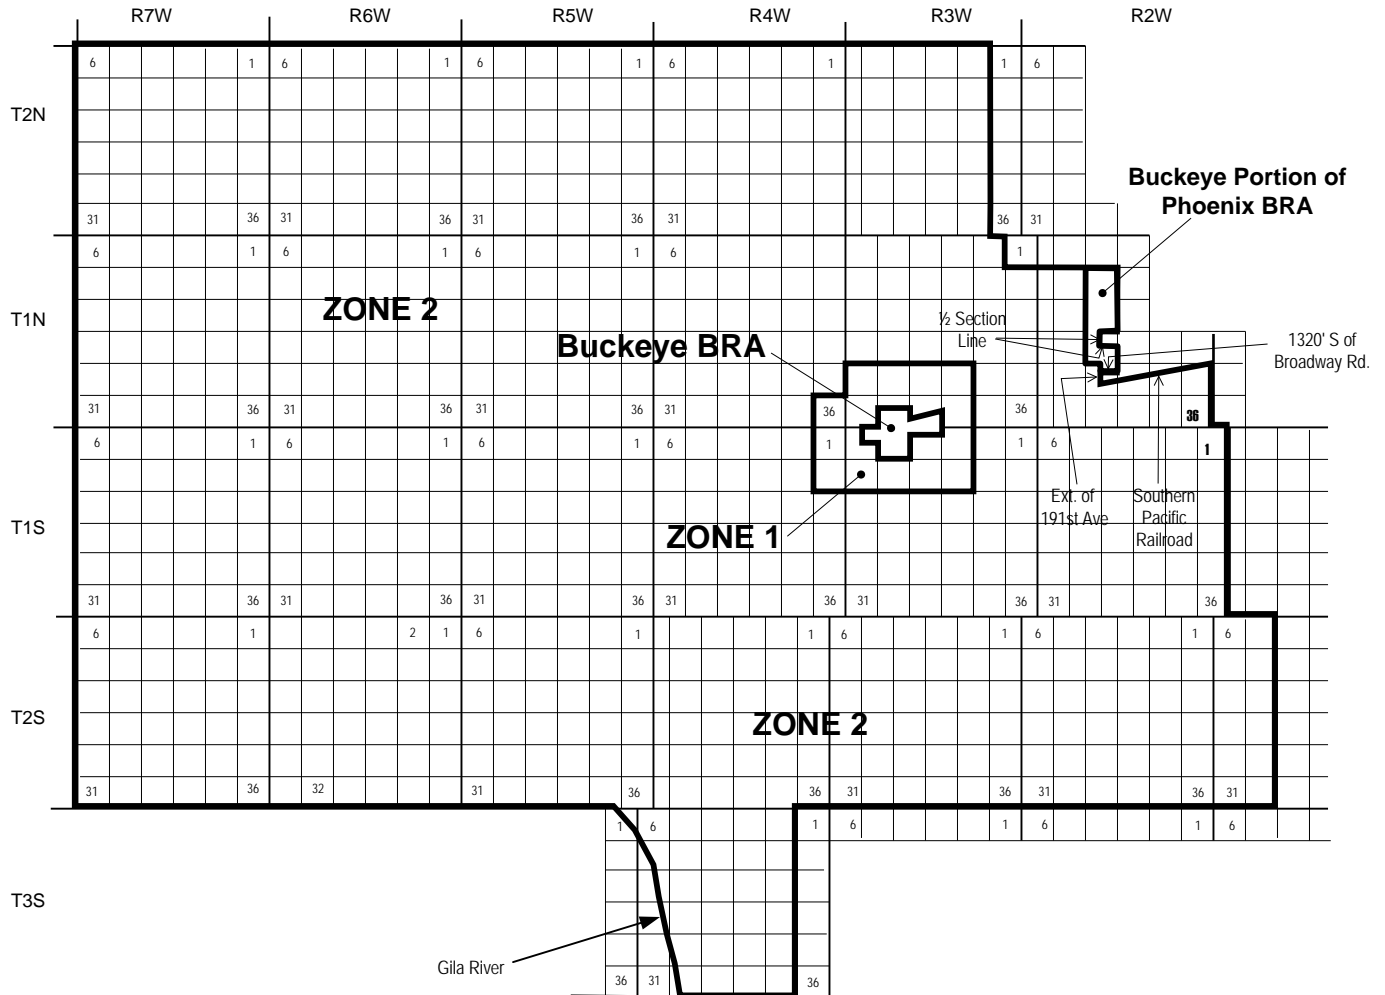 R7W R6W R5W R4W R3W R2W
6 1 6 1 6 1 6 1 1 6
T2N
Buckeye Portion of
Phoenix BRA
31 36 31 36 31 36 31 36 31
6 1 6 1 6 1 6 1
ZONE 2
T1N
½ Section
Line
1320' S of
Broadway Rd.
Buckeye BRA
31 36 31 36 31 36 31 36 36 36
6 1 6 1 6 1 6 1 1 6 1
Ext. of
191st Ave
Southern
Pacific
Railroad
T1S
ZONE 1
31 36 31 36 31 36 31 36 31 36 31 36
6 1 2 1 6 1 1 6 1 6 1 6
T2S
ZONE 2
31 36 32 31 36 36 31 36 31 36 31
1 6 1 6 1 6 1 6
T3S
Gila River
36 31 36